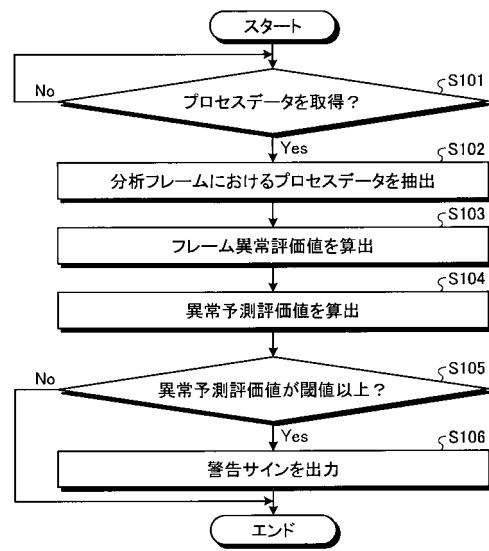 スタート
S101
No
プロセスデータを取得？
Yes
S102
分析フレームにおけるプロセスデータを抽出
S103
フレーム異常評価値を算出
S104
異常予測評価値を算出
S105
No
異常予測評価値が閾値以上？
Yes
S106
警告サインを出力
エンド